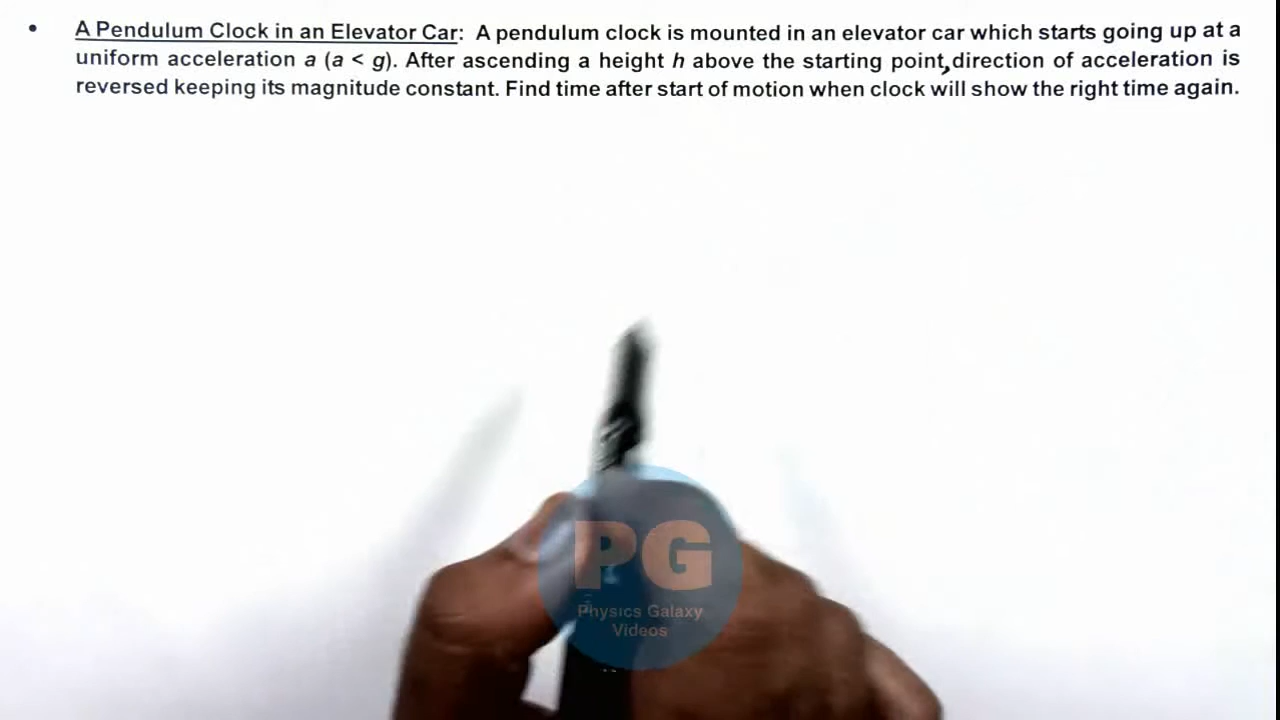 • A Pendulum Clock in an Elevator Car: A pendulum clock is mounted in an elevator car which starts going up at a
uniform acceleration a (a < g). After ascending a height h above the starting point, direction of acceleration is
reversed keeping its magnitude constant. Find time after start of motion when clock will show the right time again.
PG
Physics Galaxy
Videos